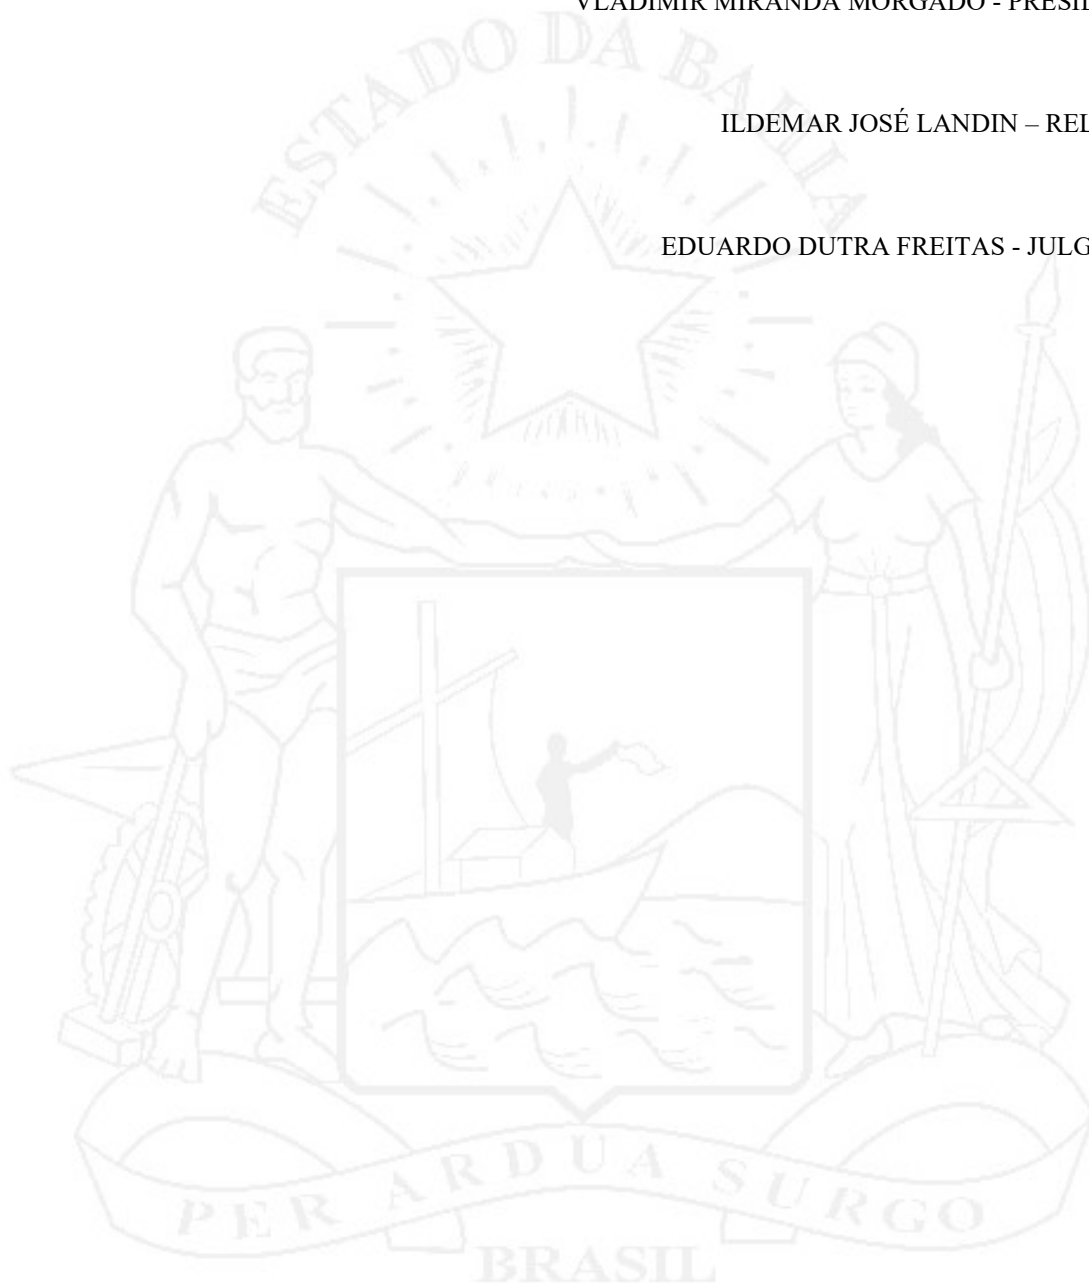 VLADIMIR MIRANDA MORGADO - PRESI
ILDEMAR JOSÉ LANDIN – REL
EDUARDO DUTRA FREITAS - JULG
ESTADO DA BAHIA
PER ARDUA SURGO
BRASIL